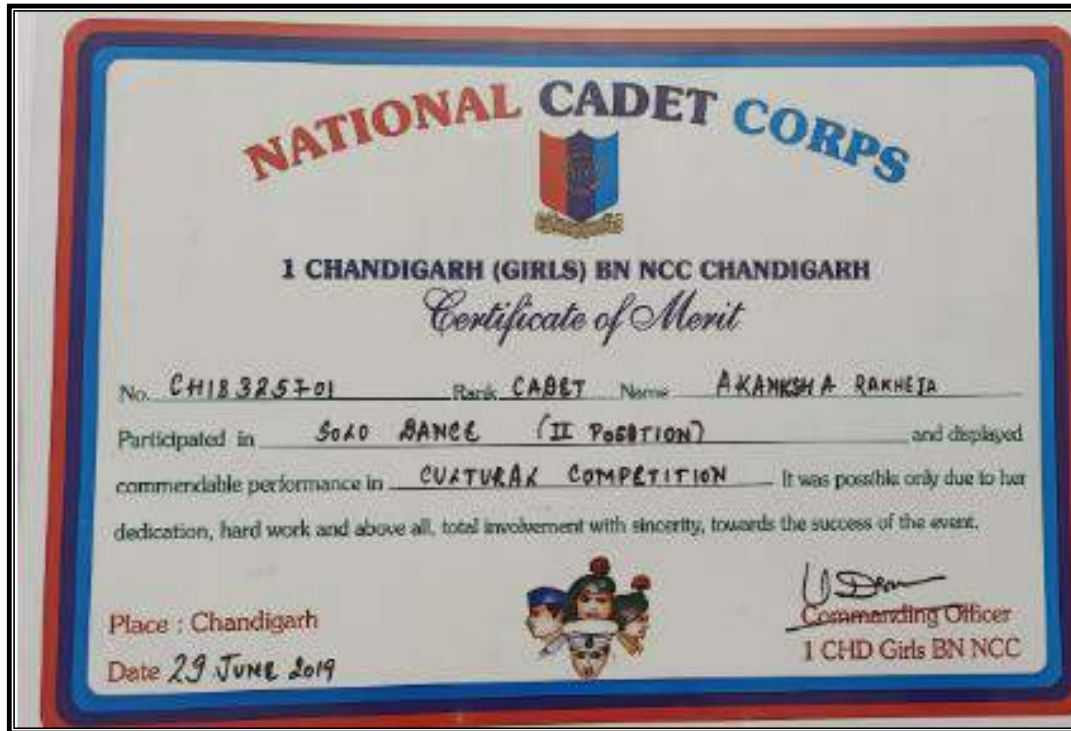 NATIONAL CADET CORPS
1 CHANDIGARH (GIRLS) BN NCC CHANDIGARH
Certificate of Merit
No. CH18325701 Rank CADET Name AKANKSHA RAKHEJA
Participated in SOLO DANCE (II POSITION) and displayed
commendable performance in CULTURAL COMPETITION It was possible only due to her
dedication, hard work and above all, total involvement with sincerity, towards the success of the event.
Place : Chandigarh
Date 29 JUNE 2019
Commanding Officer
1 CHD Girls BN NCC